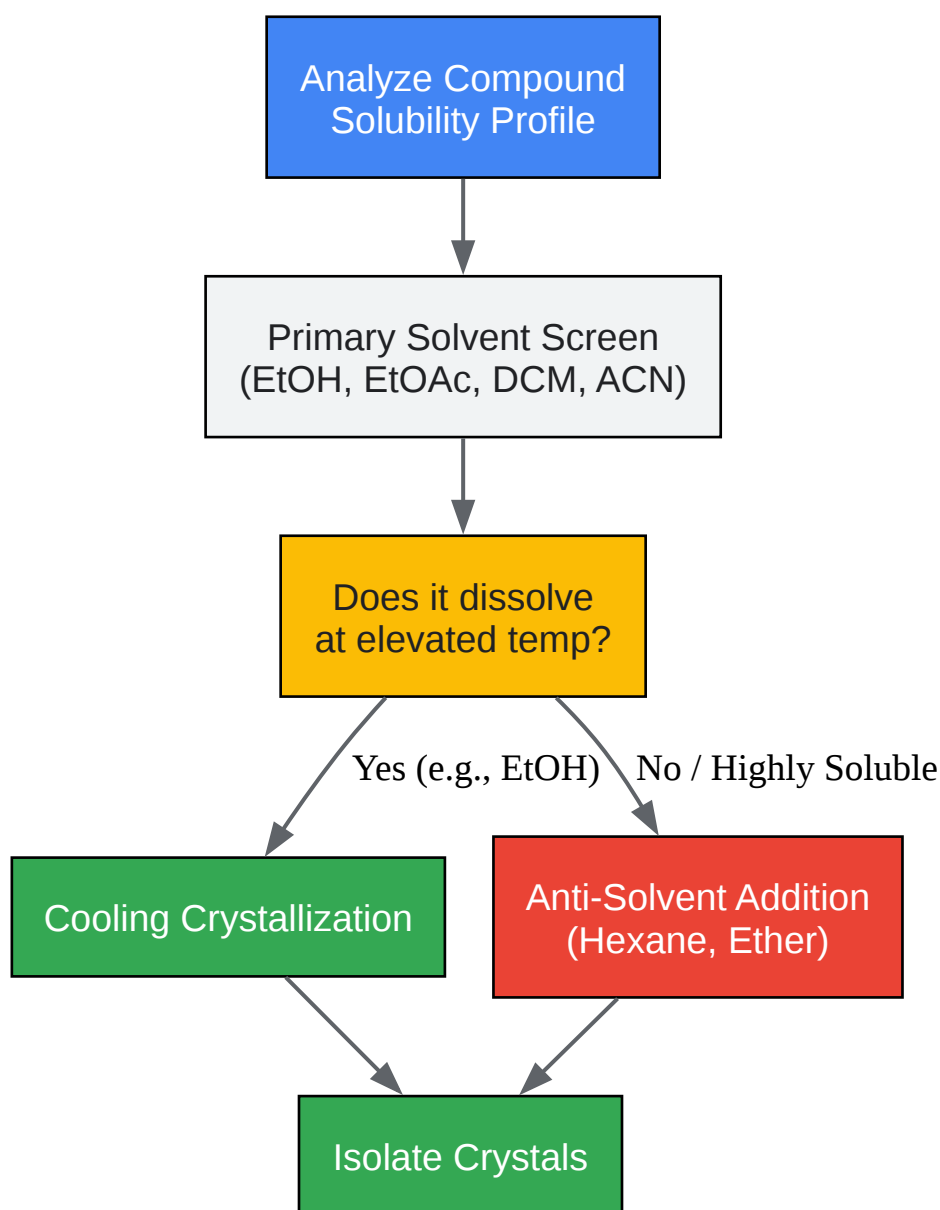 Analyze Compound
Solubility Profile
Primary Solvent Screen
(EtOH, EtOAc, DCM, ACN)
Does it dissolve
at elevated temp?
Yes (e.g., EtOH)
No / Highly Soluble
Cooling Crystallization
Anti-Solvent Addition
(Hexane, Ether)
Isolate Crystals